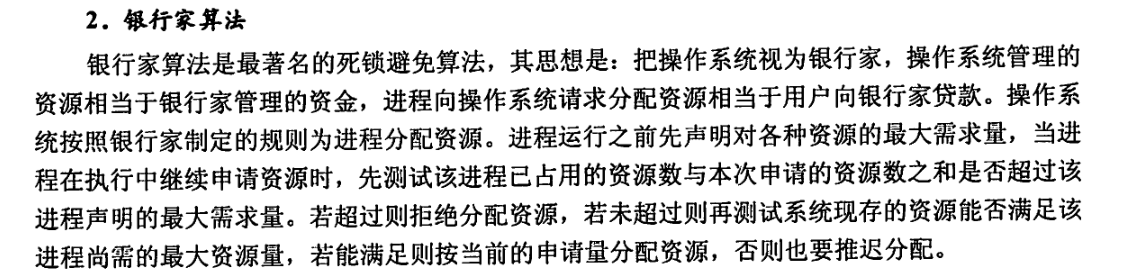 2．银行家算法
银行家算法是最著名的死锁避免算法，其思想是：把操作系统视为银行家，操作系统管理的
资源相当于银行家管理的资金，进程向操作系统请求分配资源相当于用户向银行家贷款。操作系
统按照银行家制定的规则为进程分配资源。进程运行之前先声明对各种资源的最大需求量，当进
程在执行中继续申请资源时，先测试该进程已占用的资源数与本次申请的资源数之和是否超过该
进程声明的最大需求量。若超过则拒绝分配资源，若未超过则再测试系统现存的资源能否满足该
进程尚需的最大资源量，若能满足则按当前的申请量分配资源，否则也要推迟分配。